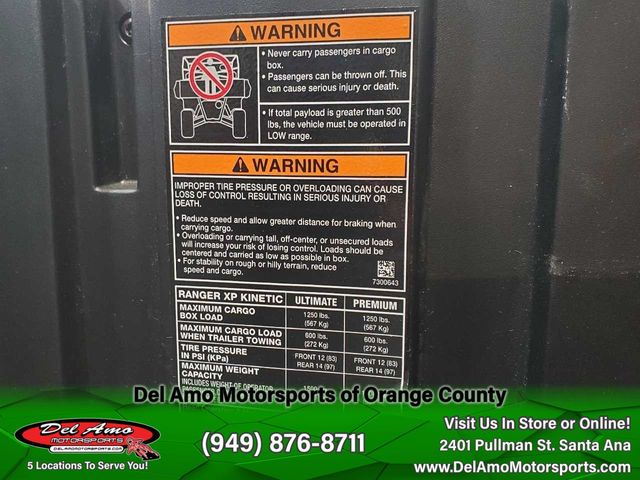 WARNING
• Never carry passengers in cargo
box.
• Passengers can be thrown off. This
can cause serious injury or death.
• If total payload is greater than 500
lbs, the vehicle must be operated in
LOW range.
WARNING
IMPROPER TIRE PRESSURE OR OVERLOADING CAN CAUSE
LOSS OF CONTROL RESULTING IN SERIOUS INJURY OR
DEATH.
• Reduce speed and allow greater distance for braking when
carrying cargo.
• Overloading or carrying tall, off-center, or unsecured loads
will increase your risk of losing control. Loads should be
centered and carried as low as possible in box.
• For stability on rough or hilly terrain, reduce
speed and cargo.
7300643
RANGER XP KINETIC ULTIMATE PREMIUM
MAXIMUM CARGO
BOX LOAD 1250 lbs. (567 Kg) 1250 lbs. (567 Kg)
MAXIMUM CARGO LOAD
WHEN TRAILER TOWING 600 lbs. (272 Kg) 600 lbs. (272 Kg)
TIRE PRESSURE
IN PSI (KPa) FRONT 12 (83) REAR 14 (97) FRONT 12 (83) REAR 14 (97)
MAXIMUM WEIGHT
CAPACITY
INCLUDES WEIGHT OF OPERATOR
Del Amo Motorsports of Orange County
Del Amo
MOTORSPORTS
DELAMOMOTORSPORTS.COM
5 Locations To Serve You!
(949) 876-8711
Visit Us In Store or Online!
2401 Pullman St. Santa Ana
www.DelAmoMotorsports.com